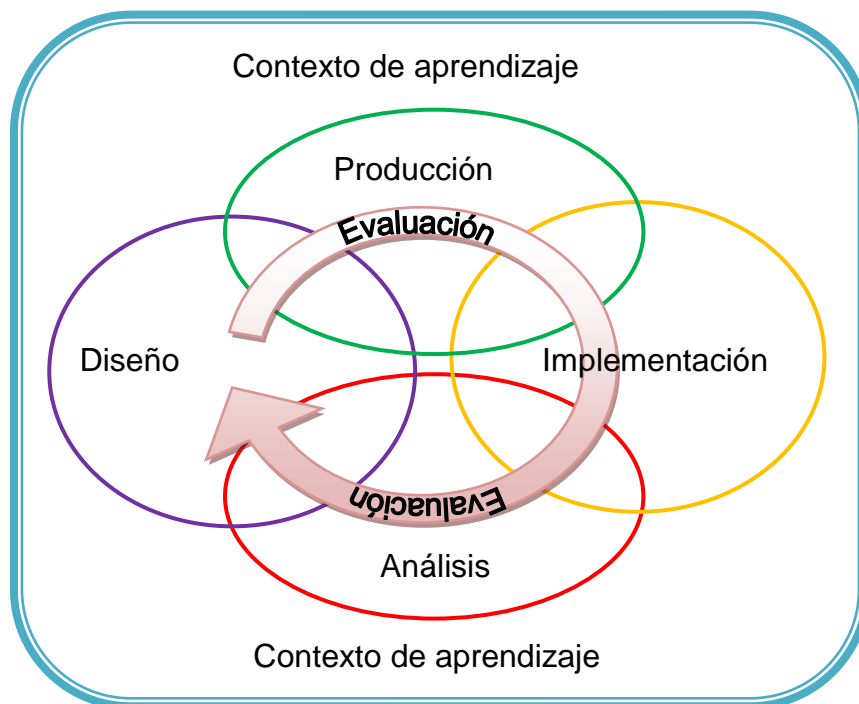 Contexto de aprendizaje
Producción
Evaluación
Diseño
Implementación
Evaluación
Análisis
Contexto de aprendizaje